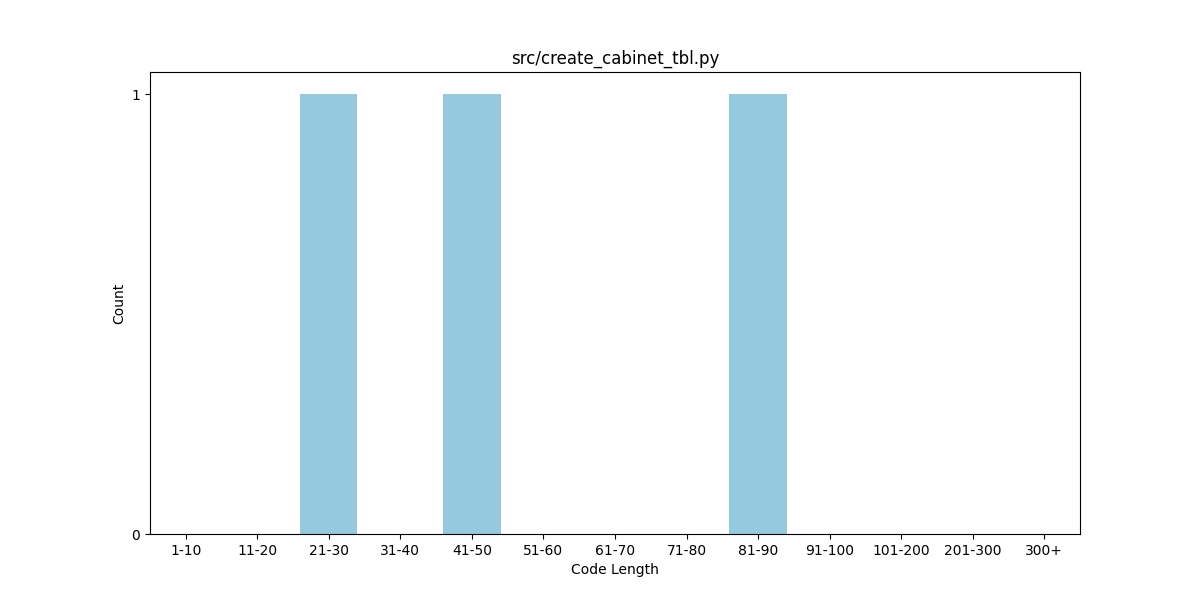 src/create_cabinet_tbl.py
1
Count
0
1-10 11-20 21-30 31-40 41-50 51-60 61-70 71-80 81-90 91-100 101-200 201-300 300+
Code Length